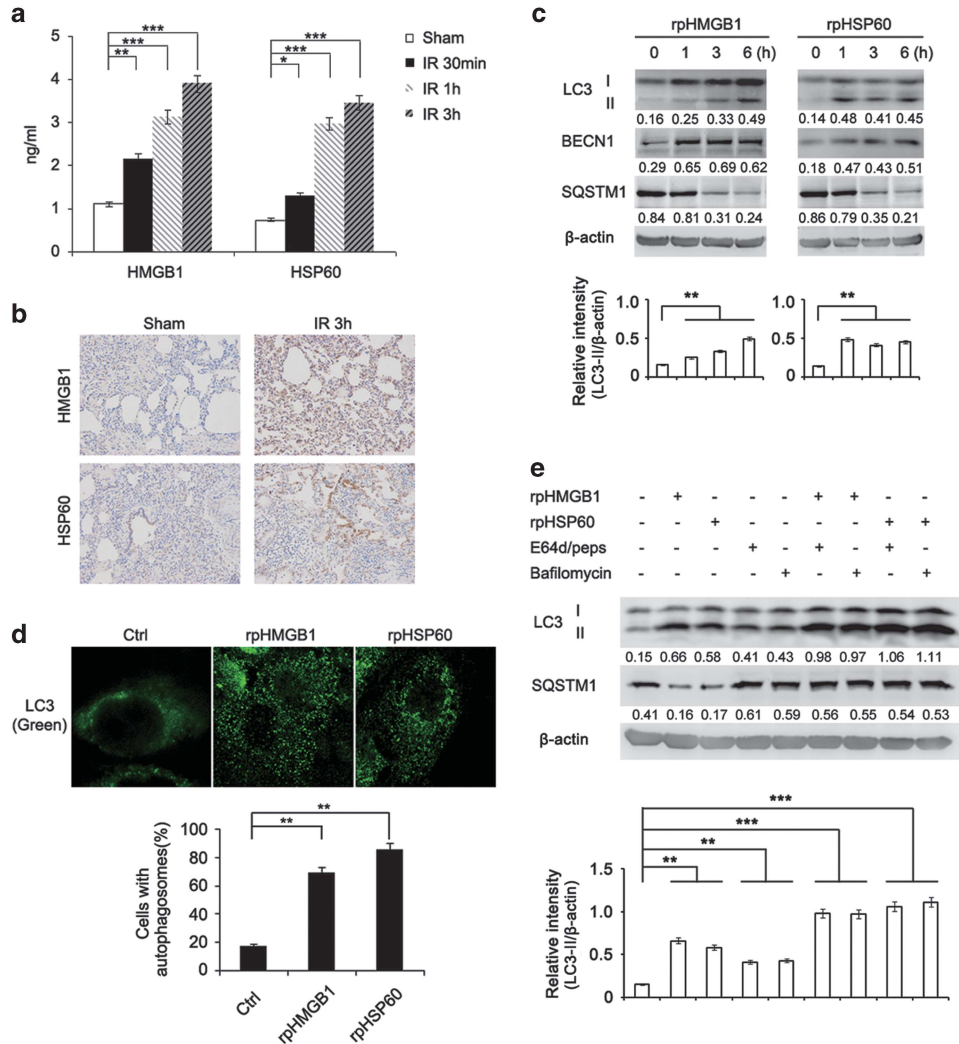 a
*** *** **
*** *** *
5
4
3
2
1
0
ng/ml
HMGB1 HSP60
Sham
IR 30min
IR 1h
IR 3h
b
Sham IR 3h
HMGB1
HSP60
c
rpHMGB1 rpHSP60
0 1 3 6 (h) 0 1 3 6 (h)
LC3 I
II
0.16 0.25 0.33 0.49 0.14 0.48 0.41 0.45
BECN1
0.29 0.65 0.69 0.62 0.18 0.47 0.43 0.51
SQSTM1
0.84 0.81 0.31 0.24 0.86 0.79 0.35 0.21
β-actin
Relative intensity
(LC3-II/β-actin)
1.0 ** 1.0 **
0.5 0.5
0 0
d
Ctrl rpHMGB1 rpHSP60
LC3
(Green)
**
**
Cells with
autophagosomes(%)
100
80
60
40
20
0
Ctrl rpHMGB1 rpHSP60
e
rpHMGB1 - + - - - + + - -
rpHSP60 - - + - - - - + +
E64d/peps - - - + - + - + -
Bafilomycin - - - - + - + - +
LC3 I
II
0.15 0.66 0.58 0.41 0.43 0.98 0.97 1.06 1.11
SQSTM1
0.41 0.16 0.17 0.61 0.59 0.56 0.55 0.54 0.53
β-actin
***
***
**
**
Relative intensity
(LC3-II/β-actin)
1.5
1.0
0.5
0